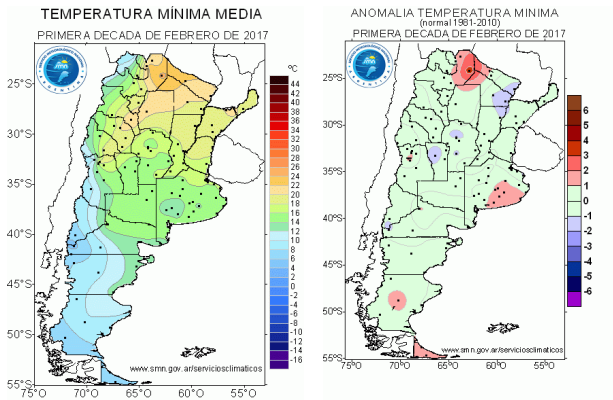 TEMPERATURA MÍNIMA MEDIA
PRIMERA DECADA DE FEBRERO DE 2017
25°S
30°S
35°S
40°S
45°S
50°S
55°S
75°W
70°W
65°W
60°W
55°W
°C
44
42
40
38
36
34
32
30
28
26
24
22
20
18
16
14
12
10
8
6
4
2
0
-2
-4
-6
-8
-10
-12
-14
-16
www.smn.gov.ar/serviciosclimaticos
ANOMALIA TEMPERATURA MINIMA
(normal 1981-2010)
PRIMERA DECADA DE FEBRERO DE 2017
25°S
30°S
35°S
40°S
45°S
50°S
55°S
75°W
70°W
65°W
60°W
55°W
6
5
4
3
2
1
-1
-2
-3
-4
-5
-6
www.smn.gov.ar/serviciosclimaticos